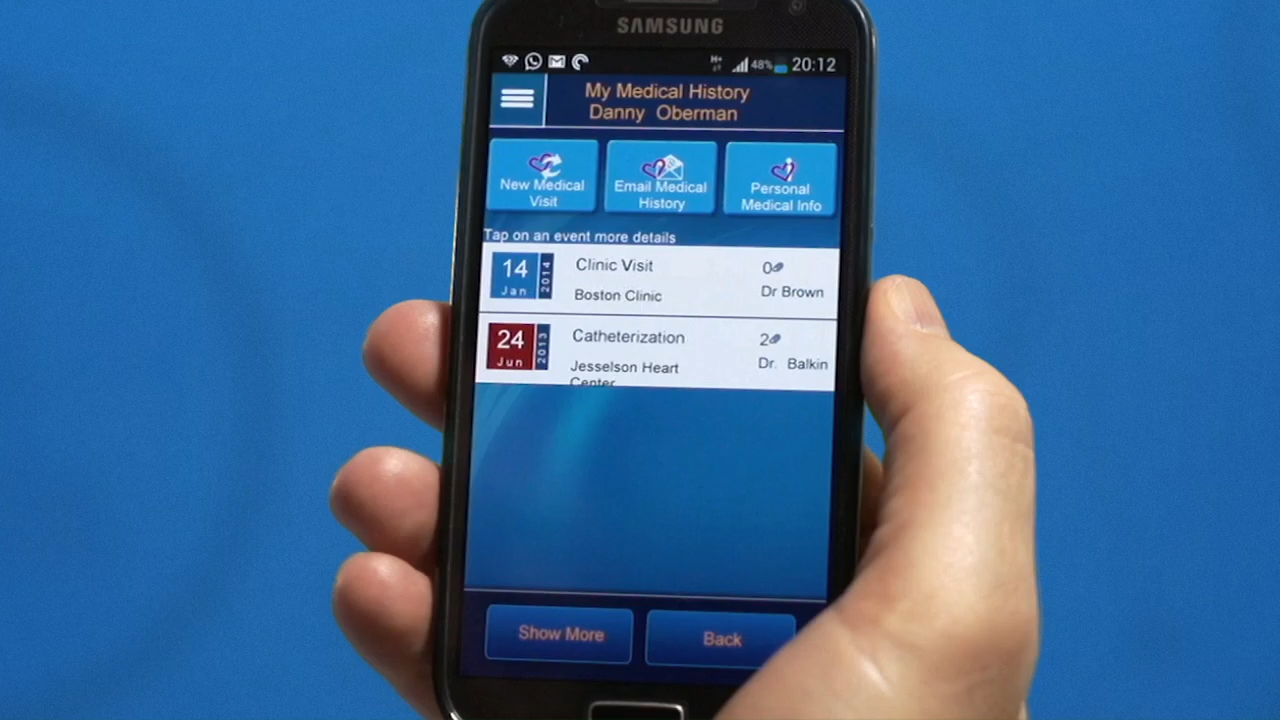 SAMSUNG
48% 20:12
My Medical History
Danny Oberman
New Medical
Visit
Email Medical
History
Personal
Medical Info
Tap on an event more details
14
Jan
2014
Clinic Visit
0
Boston Clinic
Dr Brown
24
Jun
2013
Catheterization
2
Jesselson Heart
Center
Dr. Balkin
Show More
Back